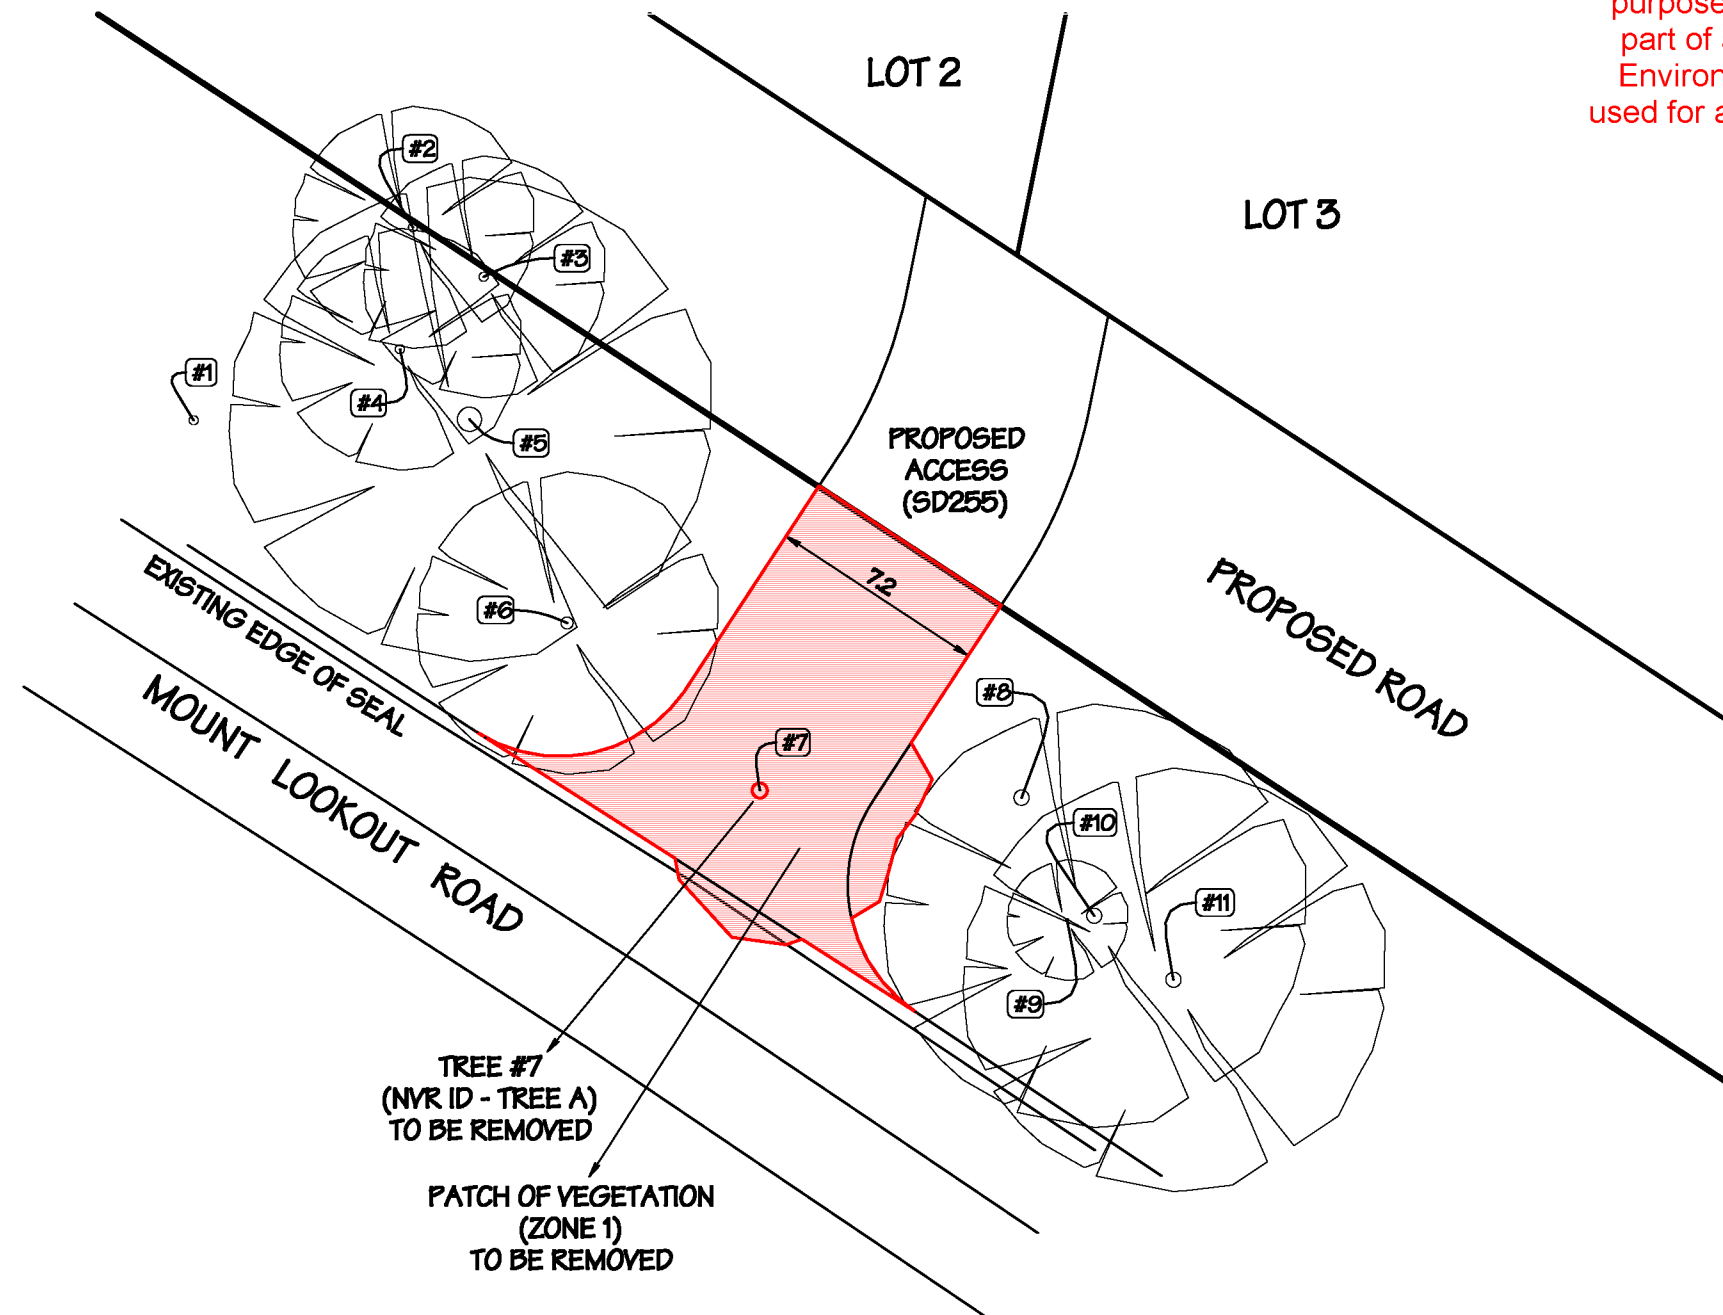 purpose
part of
Environ
used for a
LOT 2
LOT 3
#2
#3
#1
#4
#5
PROPOSED
ACCESS
(SD255)
EXISTING EDGE OF SEAL
#6
7.2
PROPOSED ROAD
MOUNT LOOKOUT ROAD
#8
#7
#10
#11
#9
TREE #7
(NVR ID - TREE A)
TO BE REMOVED
PATCH OF VEGETATION
(ZONE 1)
TO BE REMOVED